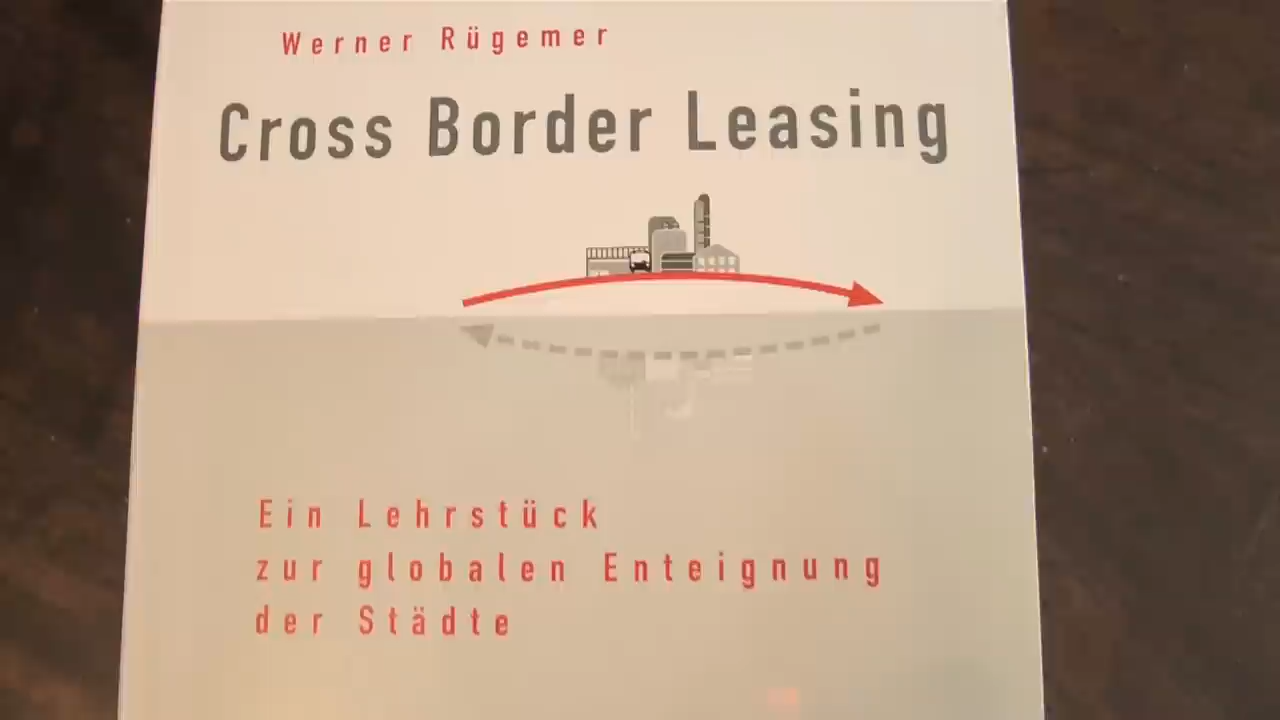 Werner Rügemer
Cross Border Leasing
Ein Lehrstück
zur globalen Enteignung
der Städte